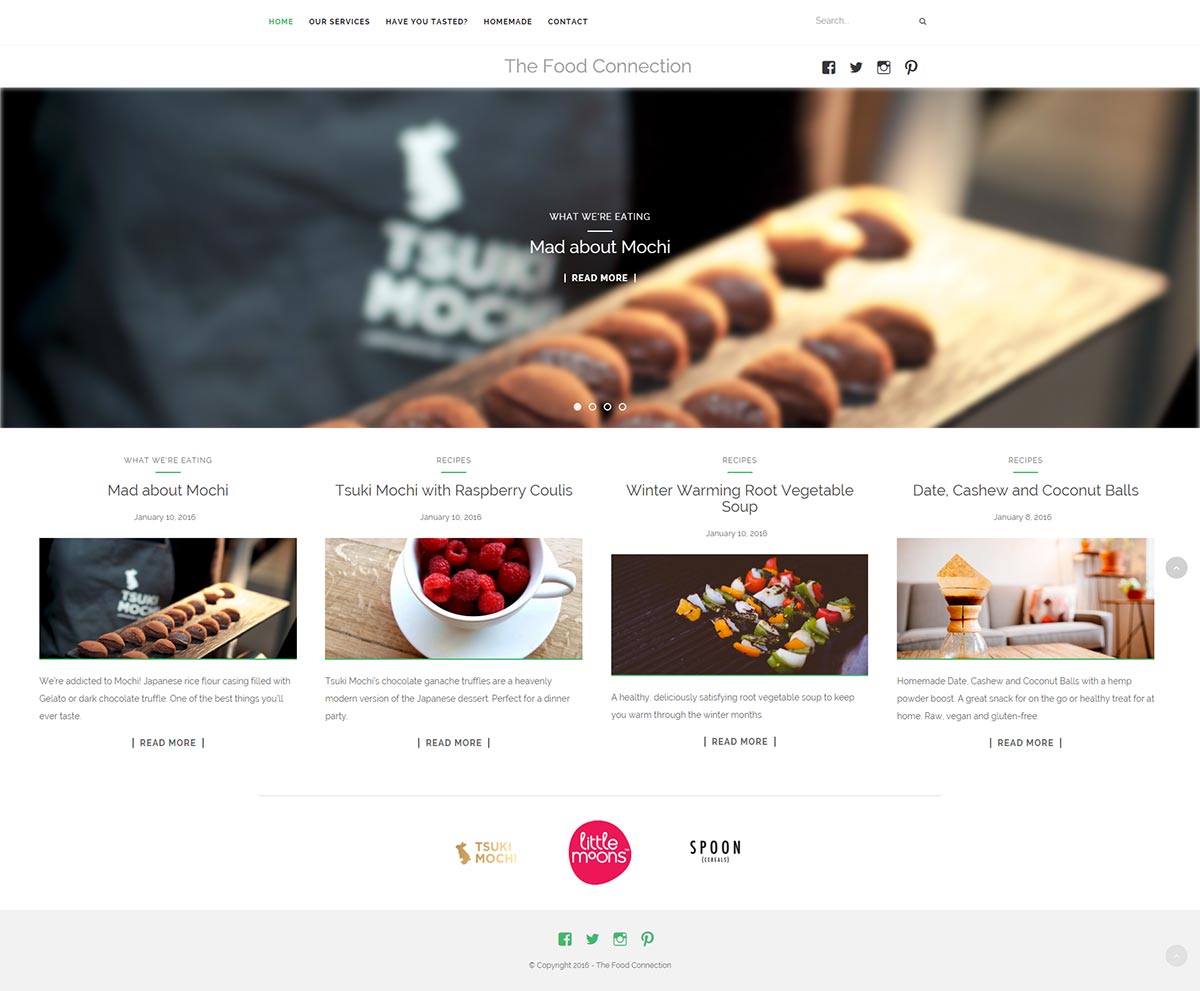 HOME OUR SERVICES HAVE YOU TASTED? HOMEMADE CONTACT Search...
The Food Connection
TSUKI
MOCHI
WHAT WE'RE EATING
Mad about Mochi
| READ MORE |
WHAT WE'RE EATING
Mad about Mochi
January 10, 2016
TSUKI
MOCHI
We're addicted to Mochi! Japanese rice flour casing filled with
Gelato or dark chocolate truffle. One of the best things you'll
ever taste.
| READ MORE |
RECIPES
Tsuki Mochi with Raspberry Coulis
January 10, 2016
Tsuki Mochi's chocolate ganache truffles are a heavenly
modern version of the Japanese dessert. Perfect for a dinner
party.
| READ MORE |
RECIPES
Winter Warming Root Vegetable
Soup
January 10, 2016
A healthy, deliciously satisfying root vegetable soup to keep
you warm through the winter months.
| READ MORE |
RECIPES
Date, Cashew and Coconut Balls
January 8, 2016
Homemade Date, Cashew and Coconut Balls with a hemp
powder boost. A great snack for on the go or healthy treat for at
home. Raw, vegan and gluten-free.
| READ MORE |
TSUKI
MOCHI
little
moons™
SPOON
{CEREALS}
© Copyright 2016 - The Food Connection